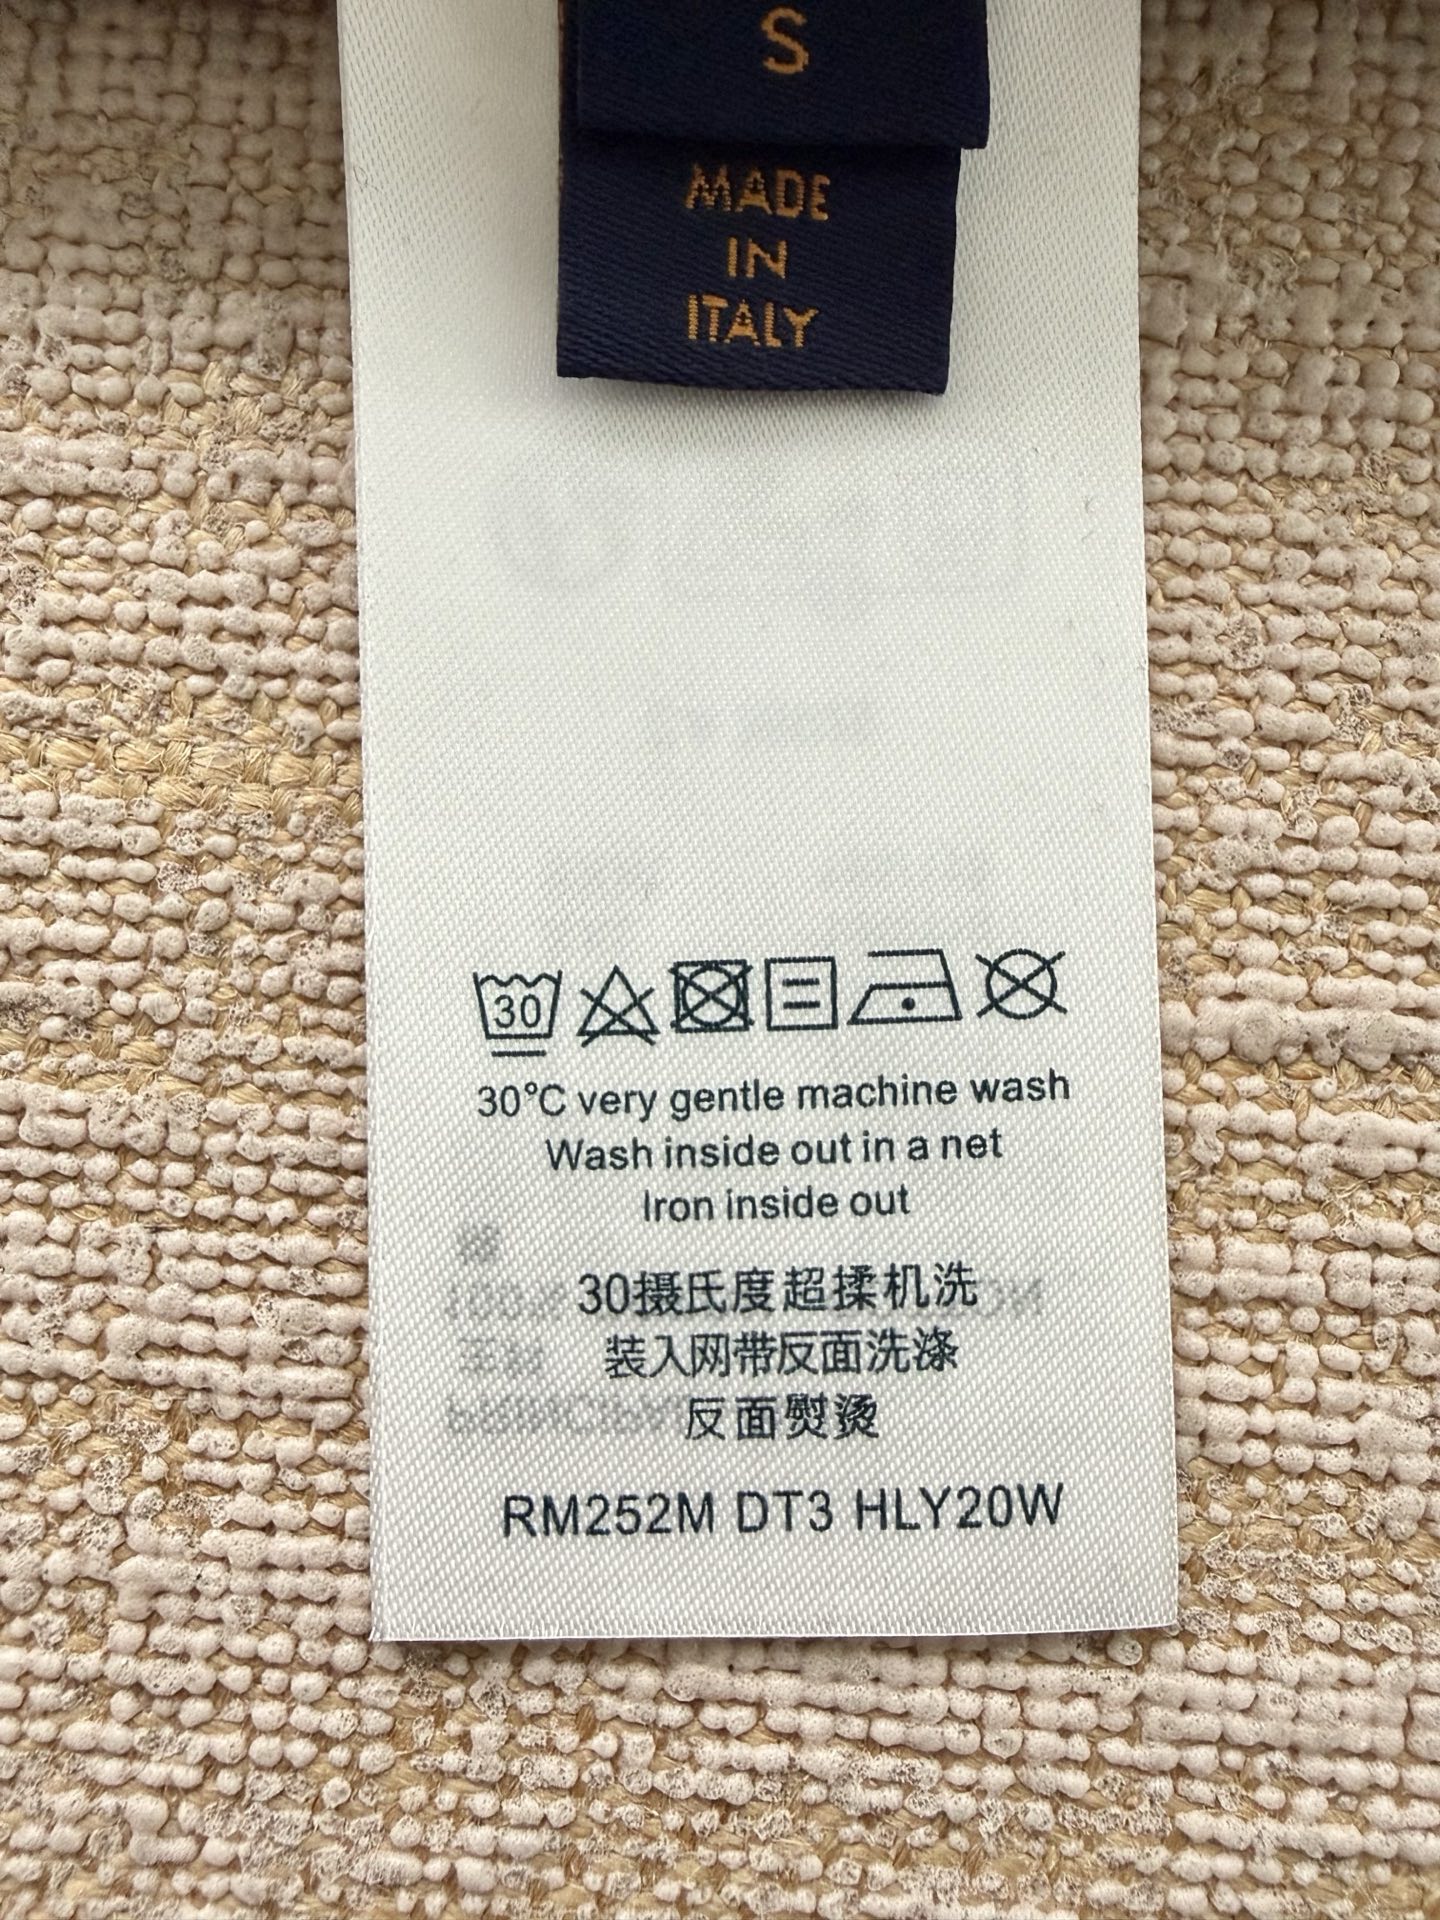 S
MADE
IN
ITALY
30
30°C very gentle machine wash
Wash inside out in a net
Iron inside out
30摄氏度超揉机洗
装入网带反面洗涤
反面熨烫
RM252M DT3 HLY20W